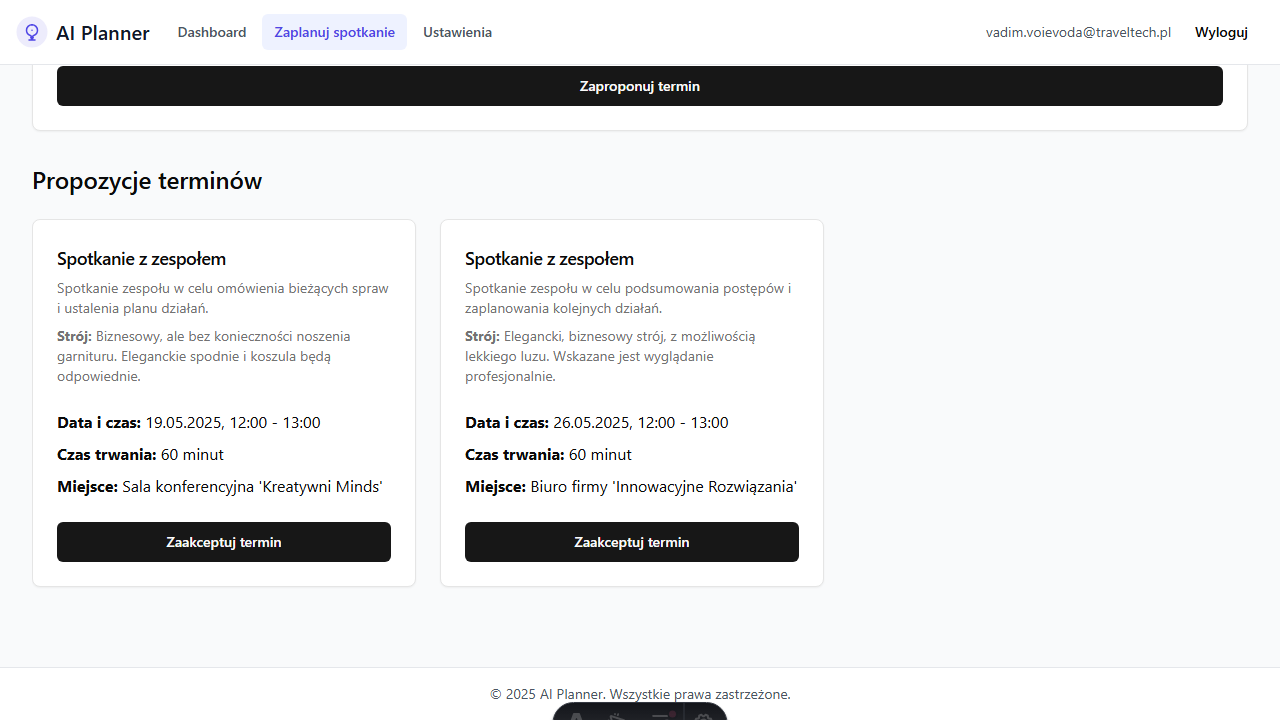 AI Planner
Dashboard
Zaplanuj spotkanie
Ustawienia
vadim.voievoda@traveltech.pl
Wyloguj
Zaproponuj termin
Propozycje terminów
Spotkanie z zespołem
Spotkanie zespołu w celu omówienia bieżących spraw
i ustalenia planu działań.
Strój: Biznesowy, ale bez konieczności noszenia
garnituru. Eleganckie spodnie i koszula będą
odpowiednie.
Data i czas: 19.05.2025, 12:00 - 13:00
Czas trwania: 60 minut
Miejsce: Sala konferencyjna 'Kreatywni Minds'
Zaakceptuj termin
Spotkanie z zespołem
Spotkanie zespołu w celu podsumowania postępów i
zaplanowania kolejnych działań.
Strój: Elegancki, biznesowy strój, z możliwością
lekkiego luzu. Wskazane jest wyglądanie
profesjonalnie.
Data i czas: 26.05.2025, 12:00 - 13:00
Czas trwania: 60 minut
Miejsce: Biuro firmy 'Innowacyjne Rozwiązania'
Zaakceptuj termin
© 2025 AI Planner. Wszystkie prawa zastrzeżone.